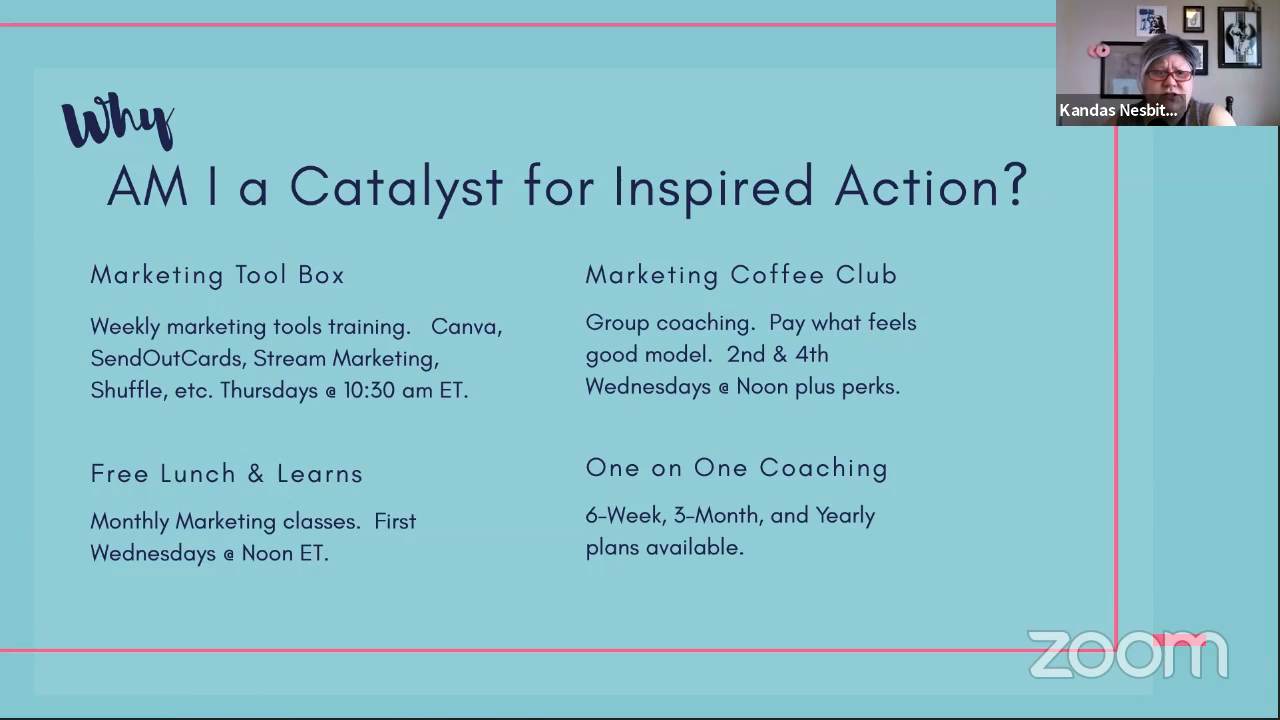 Why
AM I a Catalyst for Inspired Action?
Marketing Tool Box
Weekly marketing tools training. Canva,
SendOutCards, Stream Marketing,
Shuffle, etc. Thursdays @ 10:30 am ET.
Free Lunch & Learns
Monthly Marketing classes. First
Wednesdays @ Noon ET.
Marketing Coffee Club
Group coaching. Pay what feels
good model. 2nd & 4th
Wednesdays @ Noon plus perks.
One on One Coaching
6-Week, 3-Month, and Yearly
plans available.
Kandas Nesbit...
zoom